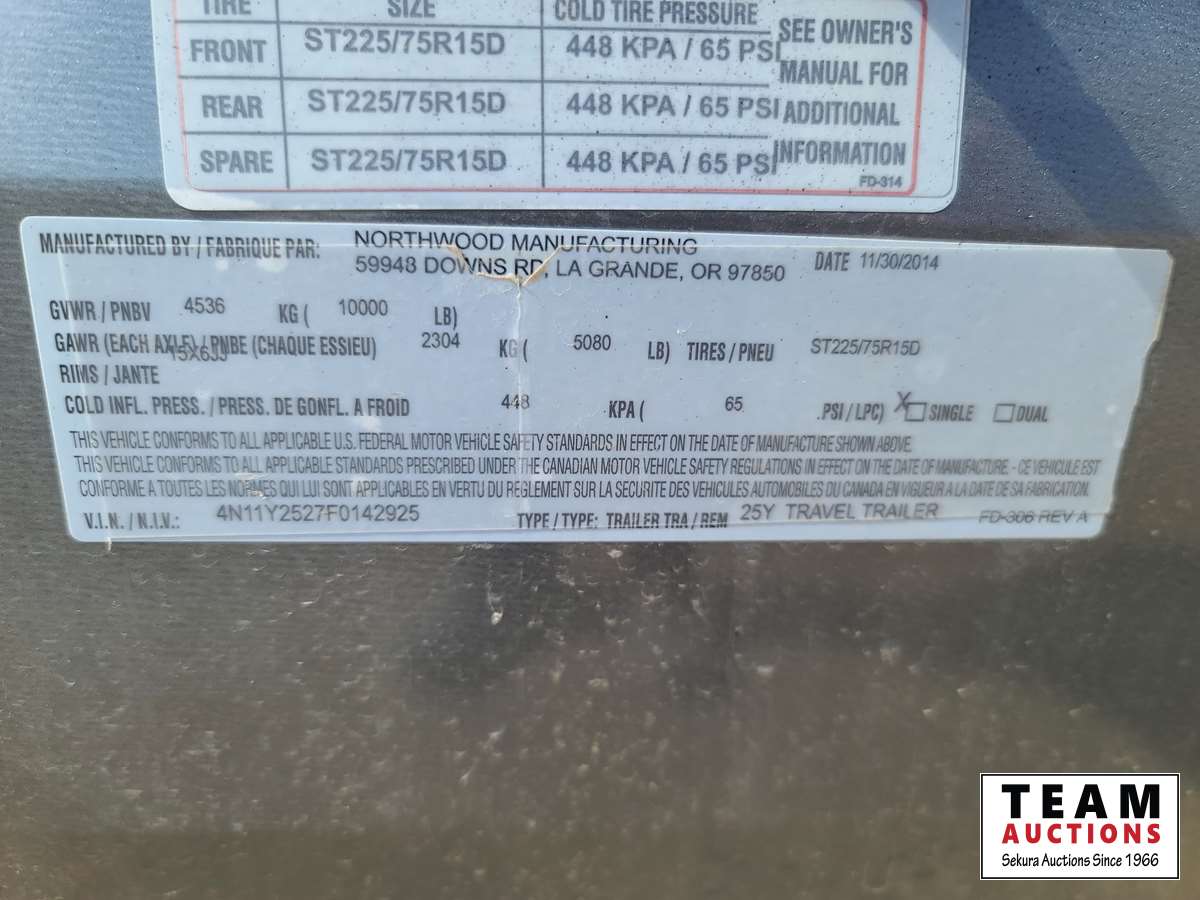 TIRE SIZE COLD TIRE PRESSURE SEE OWNER'S MANUAL FOR ADDITIONAL INFORMATION
FRONT ST225/75R15D 448 KPA / 65 PSI
REAR ST225/75R15D 448 KPA / 65 PSI
SPARE ST225/75R15D 448 KPA / 65 PSI
FD-314
MANUFACTURED BY / FABRIQUE PAR: NORTHWOOD MANUFACTURING
59948 DOWNS RD, LA GRANDE, OR 97850 DATE 11/30/2014
GVWR / PNBV 4536 KG ( 10000 LB)
GAWR (EACH AXLE) / PNBE (CHAQUE ESSIEU) 2304 KG ( 5080 LB) TIRES / PNEU ST225/75R15D
15X6JJ
RIMS / JANTE
COLD INFL. PRESS. / PRESS. DE GONFL. A FROID 448 KPA ( 65 .PSI / LPC) X SINGLE DUAL
THIS VEHICLE CONFORMS TO ALL APPLICABLE U.S. FEDERAL MOTOR VEHICLE SAFETY STANDARDS IN EFFECT ON THE DATE OF MANUFACTURE SHOWN ABOVE.
THIS VEHICLE CONFORMS TO ALL APPLICABLE STANDARDS PRESCRIBED UNDER THE CANADIAN MOTOR VEHICLE SAFETY REGULATIONS IN EFFECT ON THE DATE OF MANUFACTURE. - CE VEHICULE EST
CONFORME A TOUTES LES NORMES QUI LUI SONT APPLICABLES EN VERTU DU REGLEMENT SUR LA SECURITE DES VEHICULES AUTOMOBILES DU CANADA EN VIGUEUR A LA DATE DE SA FABRICATION.
V.I.N. / N.I.V.: 4N11Y2527F0142925 TYPE / TYPE: TRAILER TRA / REM 25Y TRAVEL TRAILER FD-306 REV A
TEAM
AUCTIONS
Sekura Auctions Since 1966